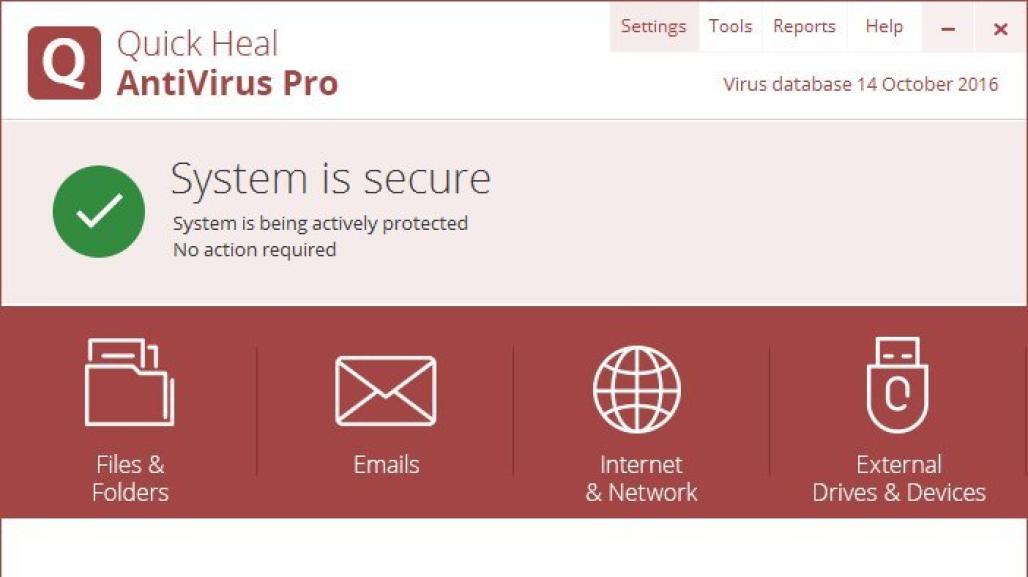 Quick Heal
AntiVirus Pro
Settings
Tools
Reports
Help
Virus database 14 October 2016
System is secure
System is being actively protected
No action required
Files &
Folders
Emails
Internet
& Network
External
Drives & Devices